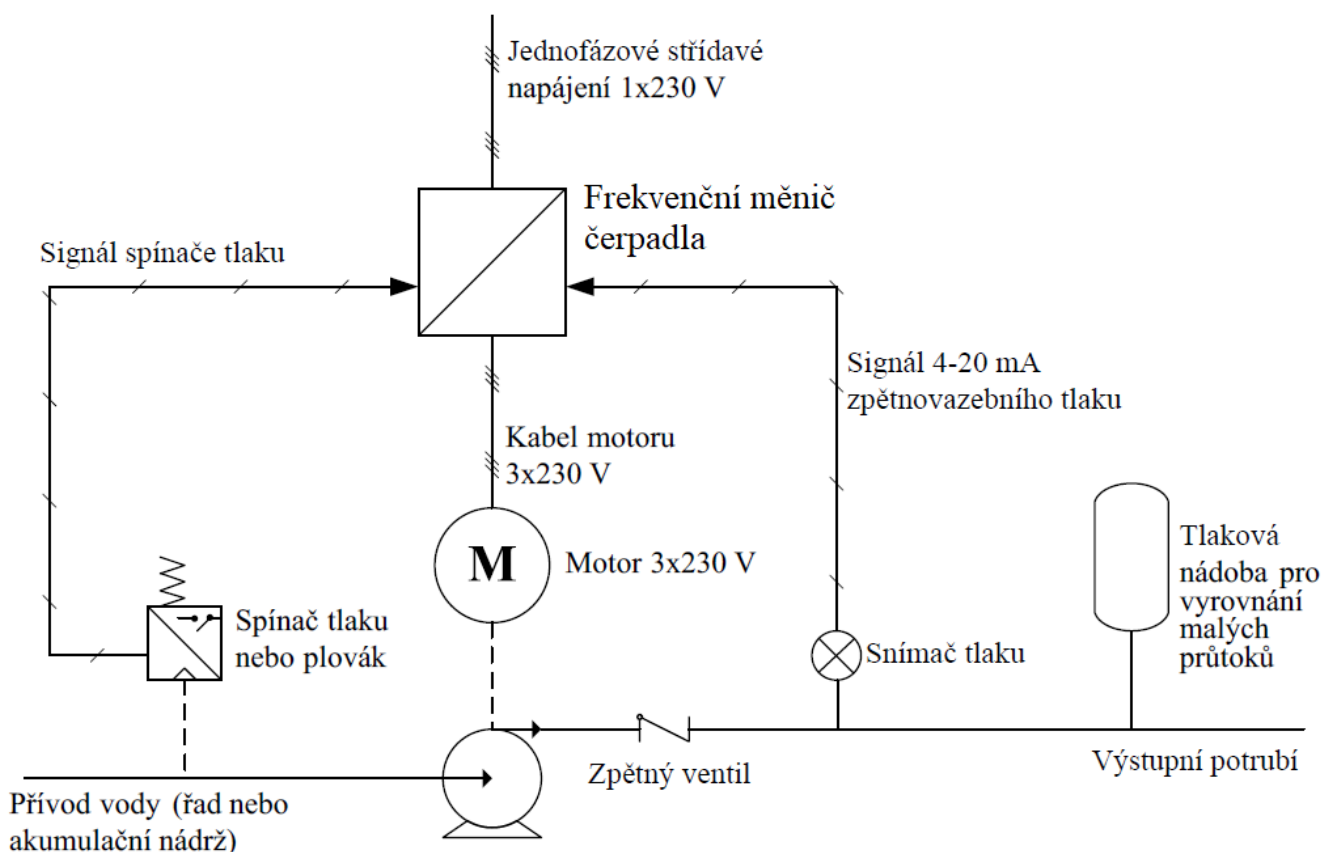 Jednofázové střídavé
napájení 1x230 V
Frekvenční měnič
čerpadla
Signál spínače tlaku
Signál 4-20 mA
zpětnovazebního tlaku
Kabel motoru
3x230 V
M
Motor 3x230 V
Tlaková
nádoba pro
vyrovnání
malých
průtoků
Spínač tlaku
nebo plovák
Snímač tlaku
Zpětný ventil
Výstupní potrubí
Přívod vody (řad nebo
akumulační nádrž)